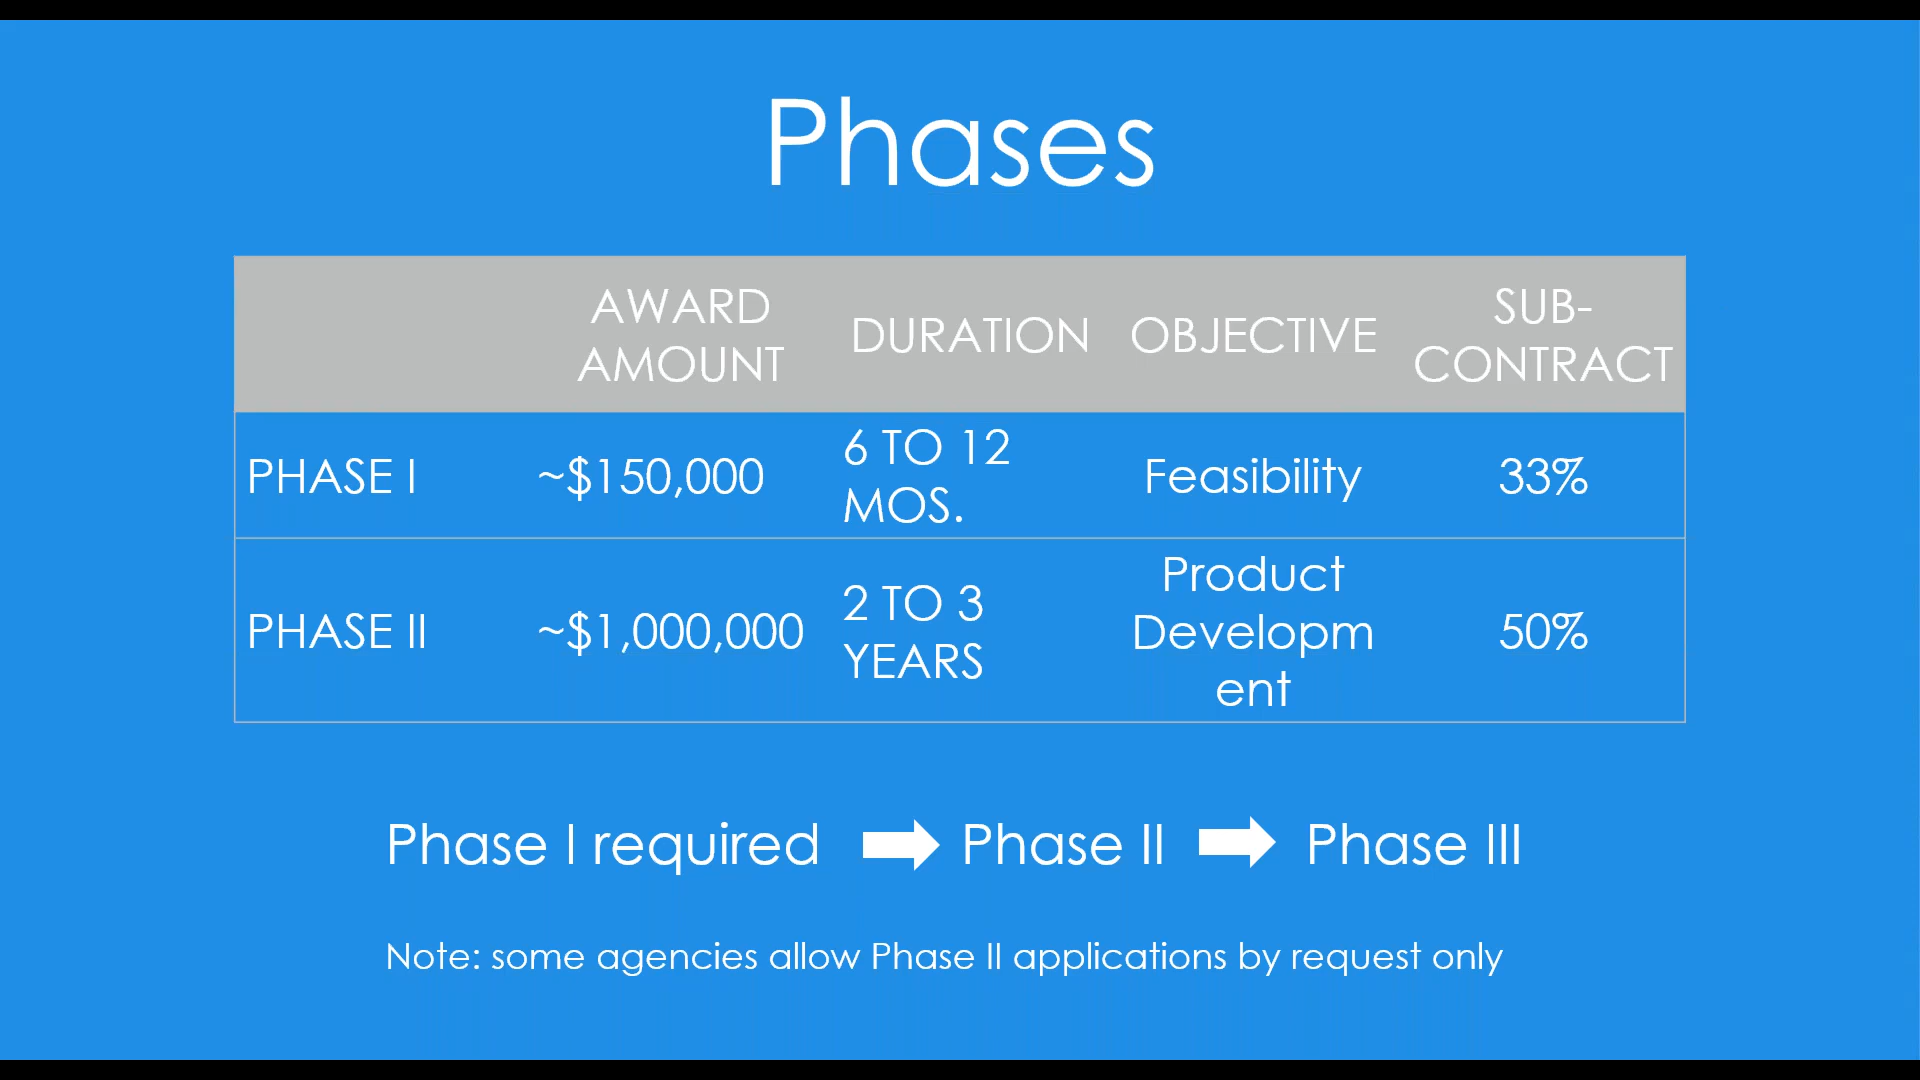 Phases
AWARD
AMOUNT
DURATION
OBJECTIVE
SUB-
CONTRACT
PHASE I
~$150,000
6 TO 12
MOS.
Feasibility
33%
PHASE II
~$1,000,000
2 TO 3
YEARS
Product
Developm
ent
50%
Phase I required
Phase II
Phase III
Note: some agencies allow Phase II applications by request only